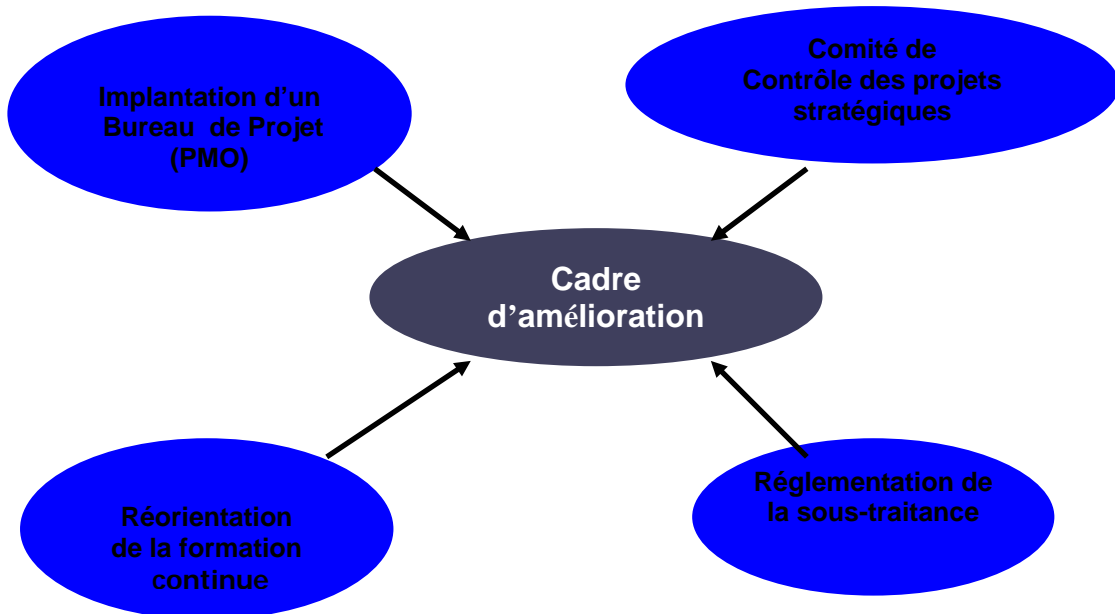 Implantation d’un
Bureau de Projet
(PMO)
Comité de
Contrôle des projets
stratégiques
Cadre
d’amélioration
Réorientation
de la formation
continue
Réglementation de
la sous-traitance